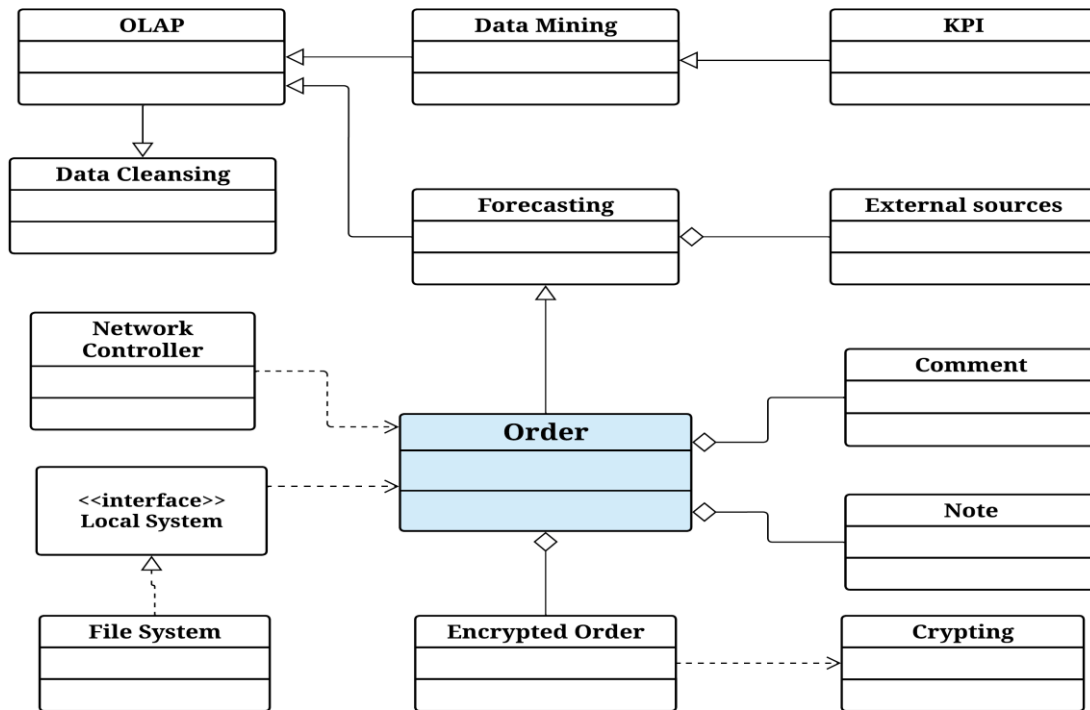 OLAP
Data Mining
KPI
Data Cleansing
Forecasting
External sources
Network
Controller
Comment
Order
<<interface>>
Local System
Note
File System
Encrypted Order
Crypting